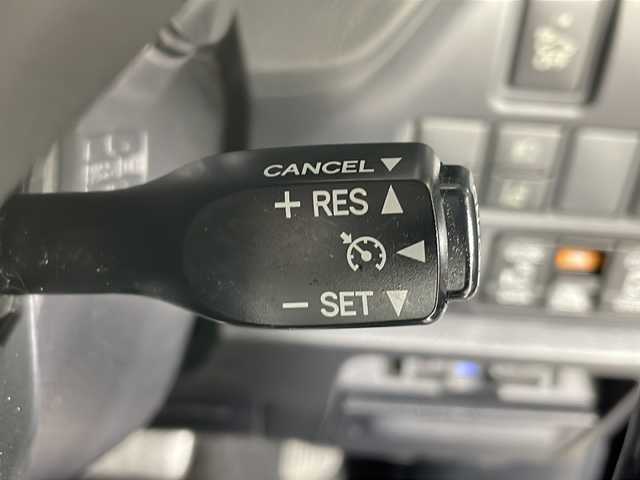 CANCEL ▼
+ RES ▲
◀
− SET ▼